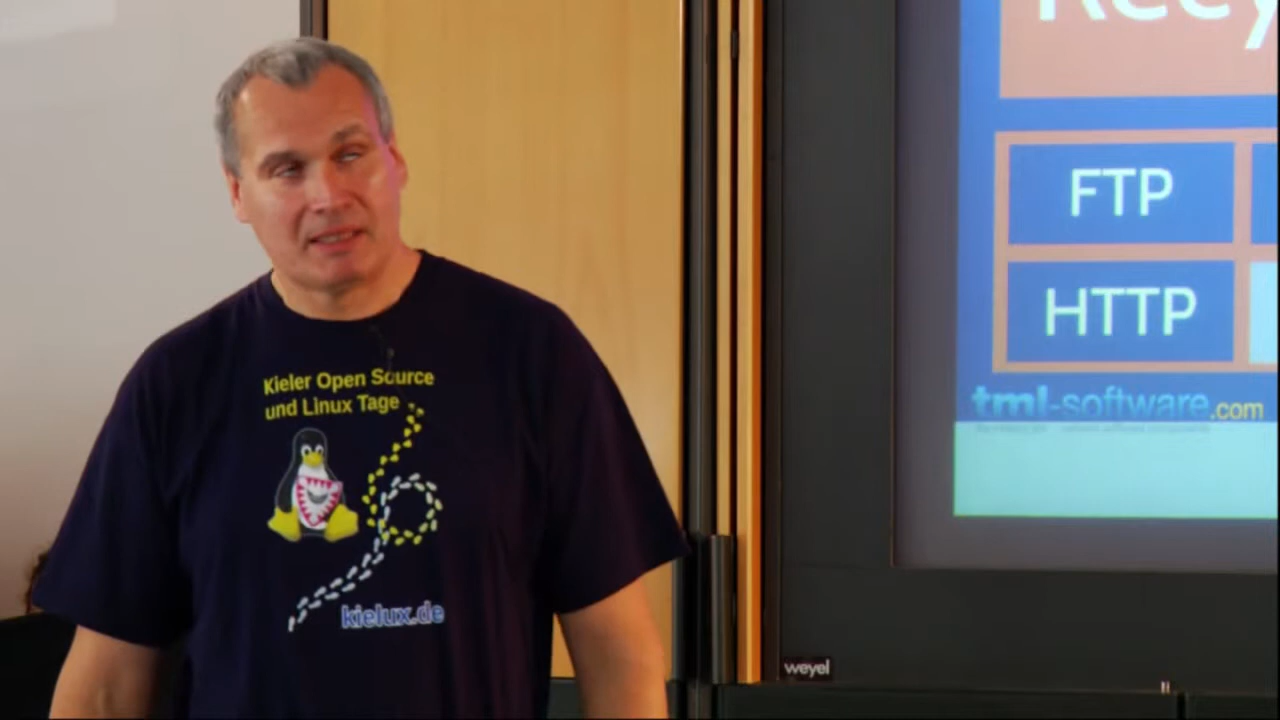 Kieler Open Source
und Linux Tage
kielux.de
FTP
HTTP
tml-software.com
weyel